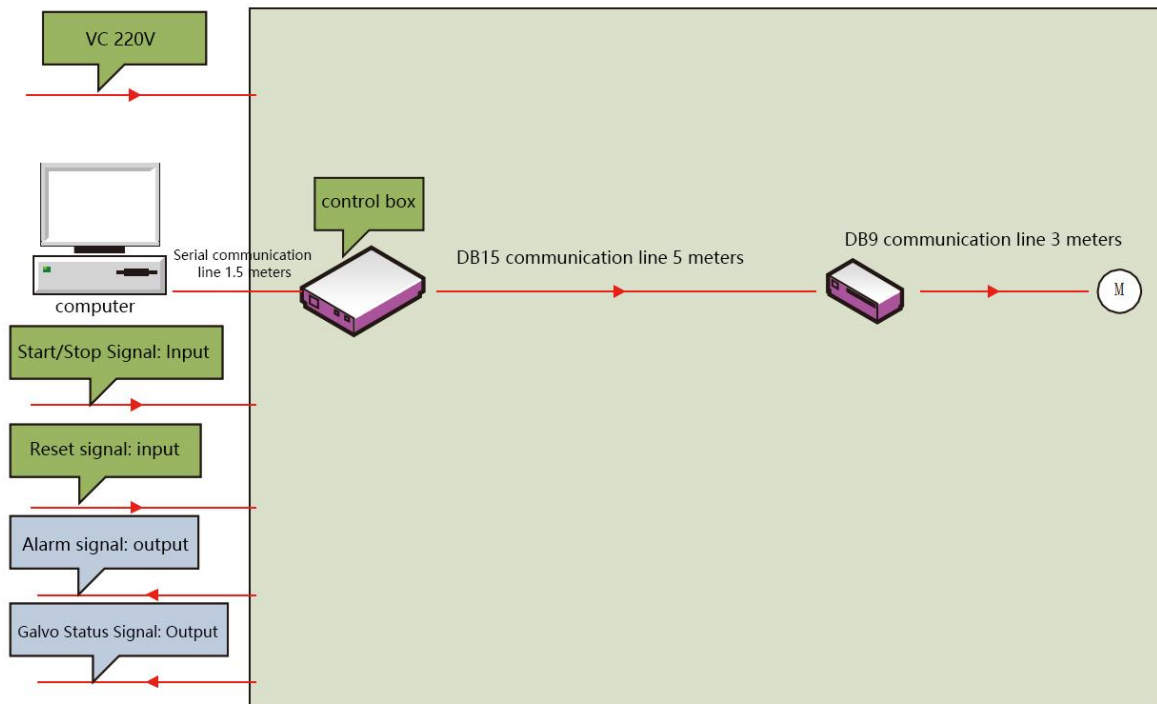 VC 220V
control box
Serial communication
line 1.5 meters
DB15 communication line 5 meters
DB9 communication line 3 meters
M
computer
Start/Stop Signal: Input
Reset signal: input
Alarm signal: output
Galvo Status Signal: Output